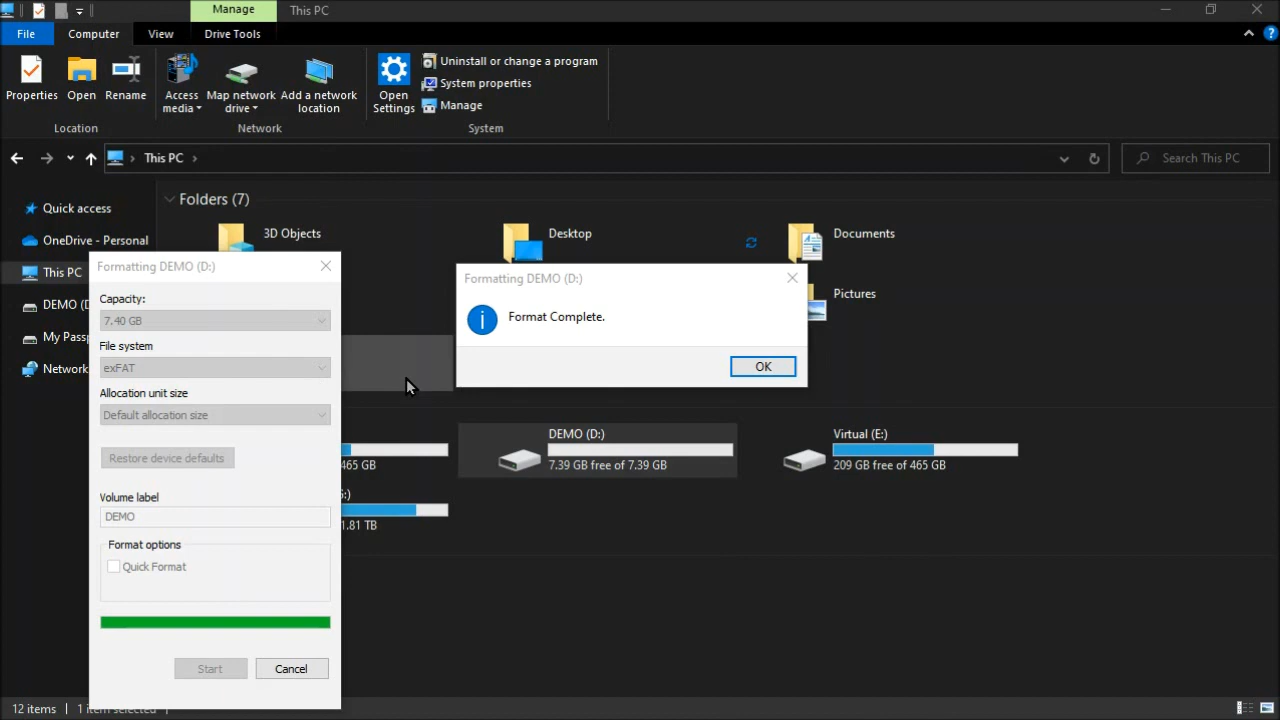 Manage
This PC
File
Computer
View
Drive Tools
Properties
Open
Rename
Access media
Map network drive
Add a network location
Open Settings
Uninstall or change a program
System properties
Manage
Location
Network
System
This PC
Search This PC
Quick access
OneDrive - Personal
This PC
DEMO (D
My Pass
Network
Folders (7)
3D Objects
Desktop
Documents
Pictures
Formatting DEMO (D:)
Capacity:
7.40 GB
File system
exFAT
Allocation unit size
Default allocation size
Restore device defaults
Volume label
DEMO
Format options
Quick Format
Start
Cancel
Formatting DEMO (D:)
Format Complete.
OK
465 GB
DEMO (D:)
7.39 GB free of 7.39 GB
Virtual (E:)
209 GB free of 465 GB
:)
1.81 TB
12 items
1 item selected